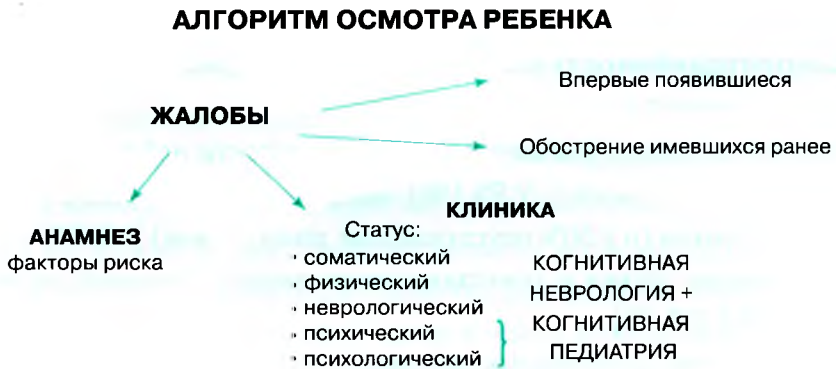 АЛГОРИТМ ОСМОТРА РЕБЕНКА
Впервые появившиеся
ЖАЛОБЫ
Обострение имевшихся ранее
АНАМНЕЗ
факторы риска
КЛИНИКА
Статус:
· соматический
· физический
· неврологический
· психический
· психологический
КОГНИТИВНАЯ
НЕВРОЛОГИЯ +
КОГНИТИВНАЯ
ПЕДИАТРИЯ